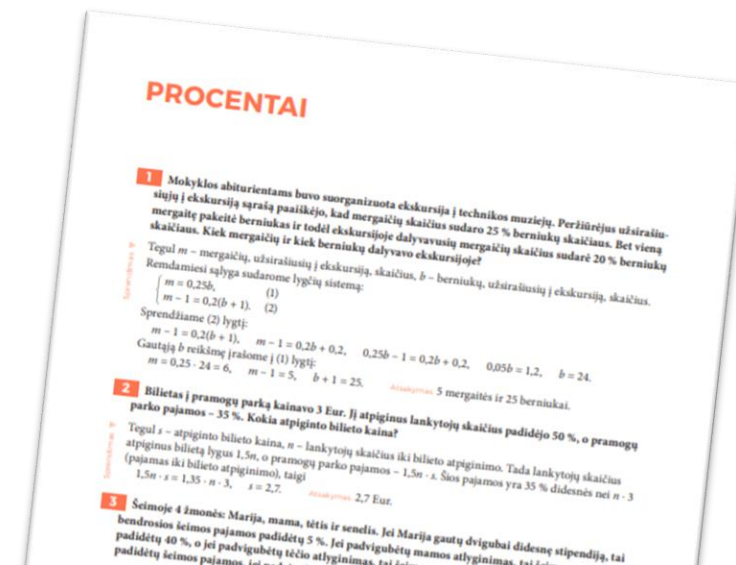 PROCENTAI
1 Mokyklos abiturientams buvo suorganizuota ekskursija į technikos muziejų. Peržiūrėjus užsirašiu-
siųjų į ekskursiją sąrašą paaiškėjo, kad mergaičių skaičius sudaro 25 % berniukų skaičiaus. Bet vieną
mergaitę pakeitė berniukas ir todėl ekskursijoje dalyvavusių mergaičių skaičius sudarė 20 % berniukų
skaičiaus. Kiek mergaičių ir kiek berniukų dalyvavo ekskursijoje?
Sprendimas
Tegul m – mergaičių, užsirašiusių į ekskursiją, skaičius, b – berniukų, užsirašiusių į ekskursiją, skaičius.
Remdamiesi sąlyga sudarome lygčių sistemą:
m = 0,25b, (1)
m − 1 = 0,2(b + 1). (2)
Sprendžiame (2) lygtį:
m − 1 = 0,2(b + 1), m − 1 = 0,2b + 0,2, 0,25b − 1 = 0,2b + 0,2, 0,05b = 1,2, b = 24.
Gautąją b reikšmę įrašome į (1) lygtį:
m = 0,25 · 24 = 6, m − 1 = 5, b + 1 = 25. Atsakymas 5 mergaitės ir 25 berniukai.
2 Bilietas į pramogų parką kainavo 3 Eur. Jį atpiginus lankytojų skaičius padidėjo 50 %, o pramogų
parko pajamos – 35 %. Kokia atpiginto bilieto kaina?
Sprendimas
Tegul s – atpiginto bilieto kaina, n – lankytojų skaičius iki bilieto atpiginimo. Tada lankytojų skaičius
atpiginus bilietą lygus 1,5n, o pramogų parko pajamos – 1,5n · s. Šios pajamos yra 35 % didesnės nei n · 3
(pajamas iki bilieto atpiginimo), taigi
1,5n · s = 1,35 · n · 3, s = 2,7. Atsakymas 2,7 Eur.
3 Šeimoje 4 žmonės: Marija, mama, tėtis ir senelis. Jei Marija gautų dvigubai didesnę stipendiją, tai
bendrosios šeimos pajamos padidėtų 5 %. Jei padvigubėtų mamos atlyginimas, tai
padidėtų 40 %, o jei padvigubėtų tėčio atlyginimas, tai
padidėtų šeimos pajamos, jei